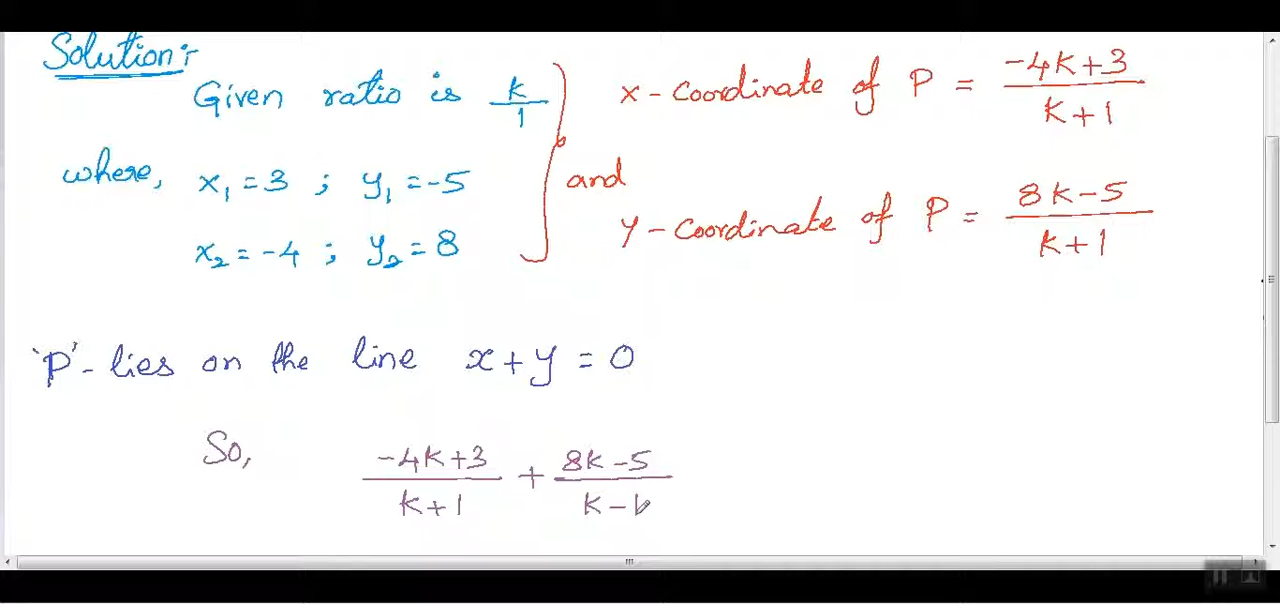 Solution:-
Given ratio is k/1
where, x₁ = 3 ; y₁ = -5
x₂ = -4 ; y₂ = 8
x - coordinate of P = (-4k+3)/(k+1)
and
y - coordinate of P = (8k-5)/(k+1)
'P' - lies on the line x + y = 0
So, (-4k+3)/(k+1) + (8k-5)/(k-1)